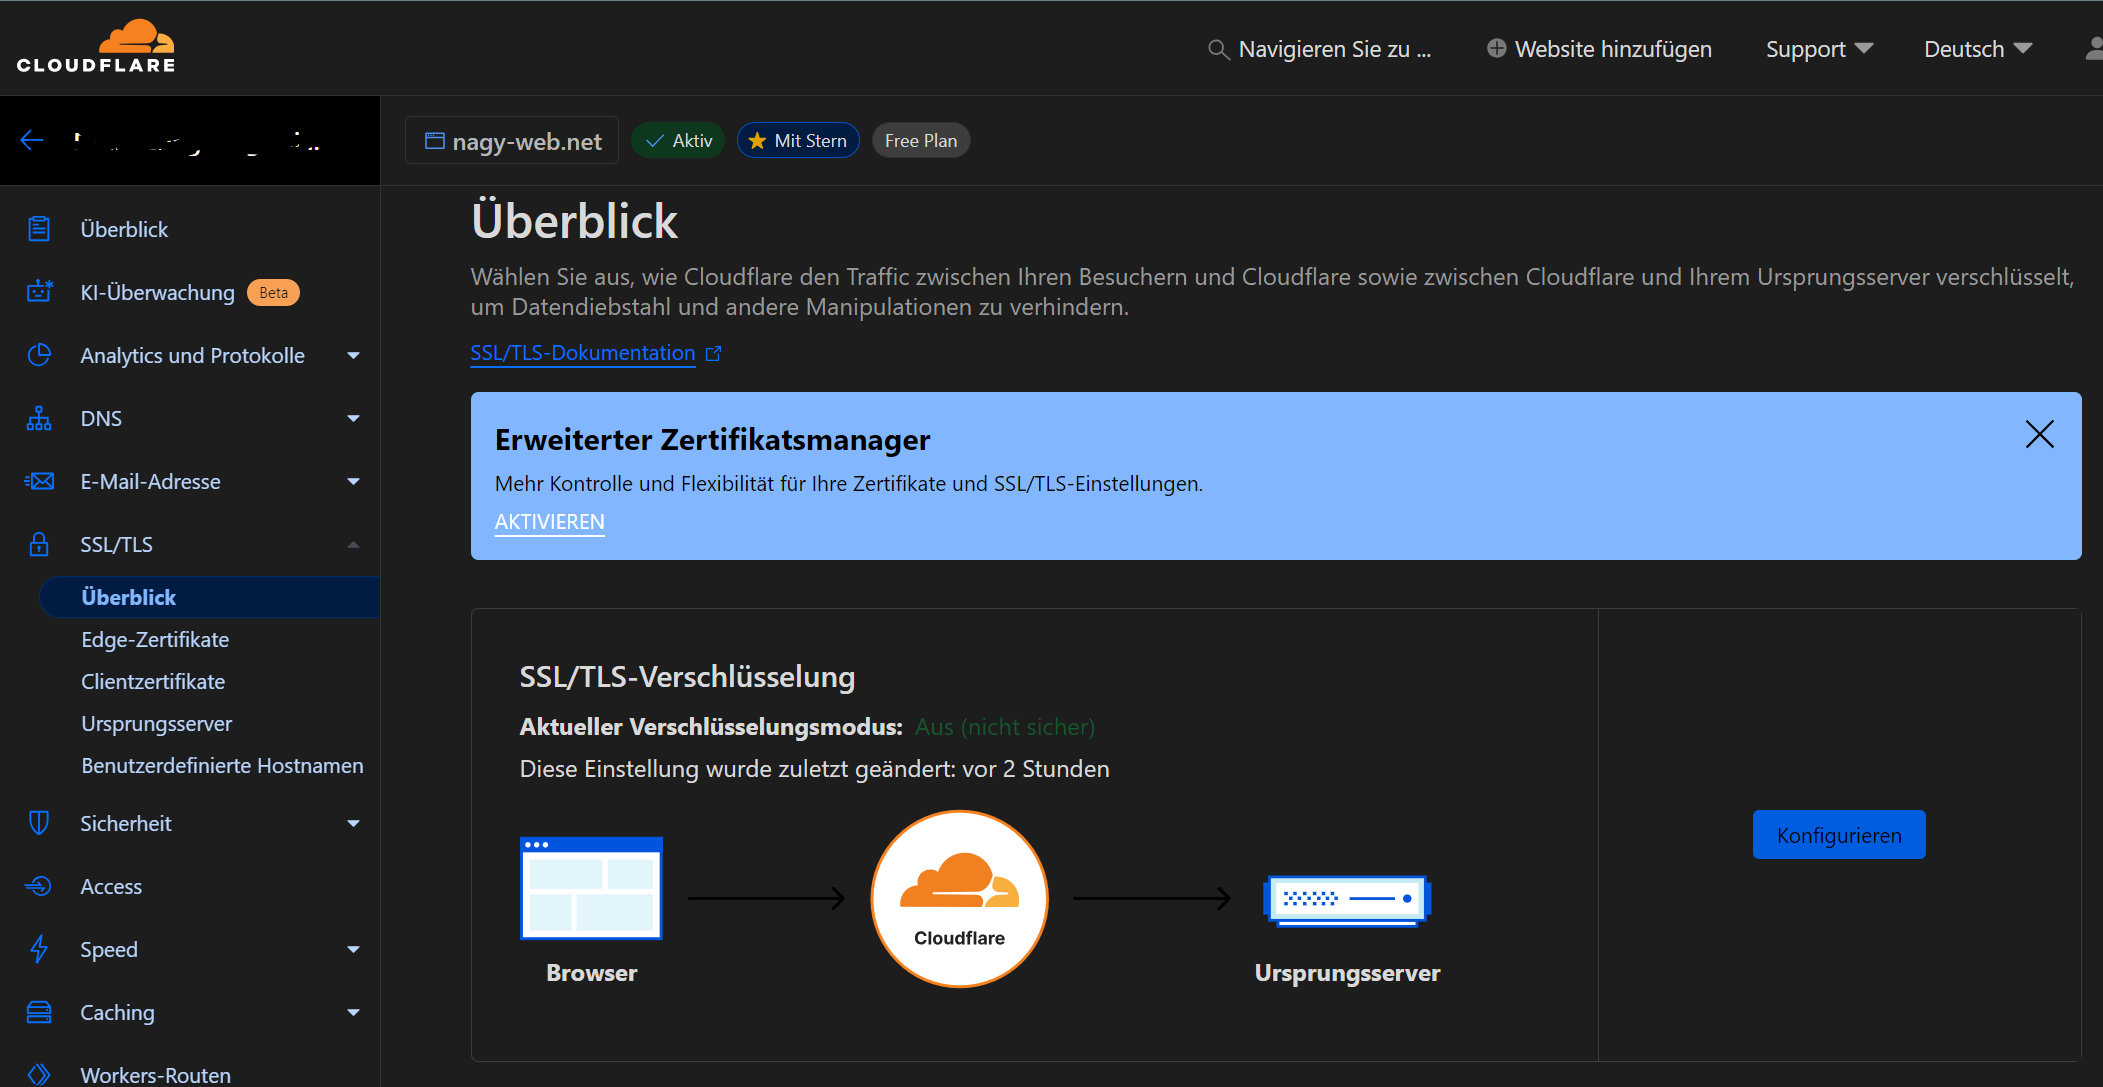 CLOUDFLARE
Navigieren Sie zu ...
Website hinzufügen
Support
Deutsch
nagy-web.net
Aktiv
Mit Stern
Free Plan
Überblick
KI-Überwachung
Beta
Analytics und Protokolle
DNS
E-Mail-Adresse
SSL/TLS
Überblick
Edge-Zertifikate
Clientzertifikate
Ursprungsserver
Benutzerdefinierte Hostnamen
Sicherheit
Access
Speed
Caching
Workers-Routen
Überblick
Wählen Sie aus, wie Cloudflare den Traffic zwischen Ihren Besuchern und Cloudflare sowie zwischen Cloudflare und Ihrem Ursprungsserver verschlüsselt,
um Datendiebstahl und andere Manipulationen zu verhindern.
SSL/TLS-Dokumentation
Erweiterter Zertifikatsmanager
Mehr Kontrolle und Flexibilität für Ihre Zertifikate und SSL/TLS-Einstellungen.
AKTIVIEREN
SSL/TLS-Verschlüsselung
Aktueller Verschlüsselungsmodus: Aus (nicht sicher)
Diese Einstellung wurde zuletzt geändert: vor 2 Stunden
Cloudflare
Browser
Ursprungsserver
Konfigurieren